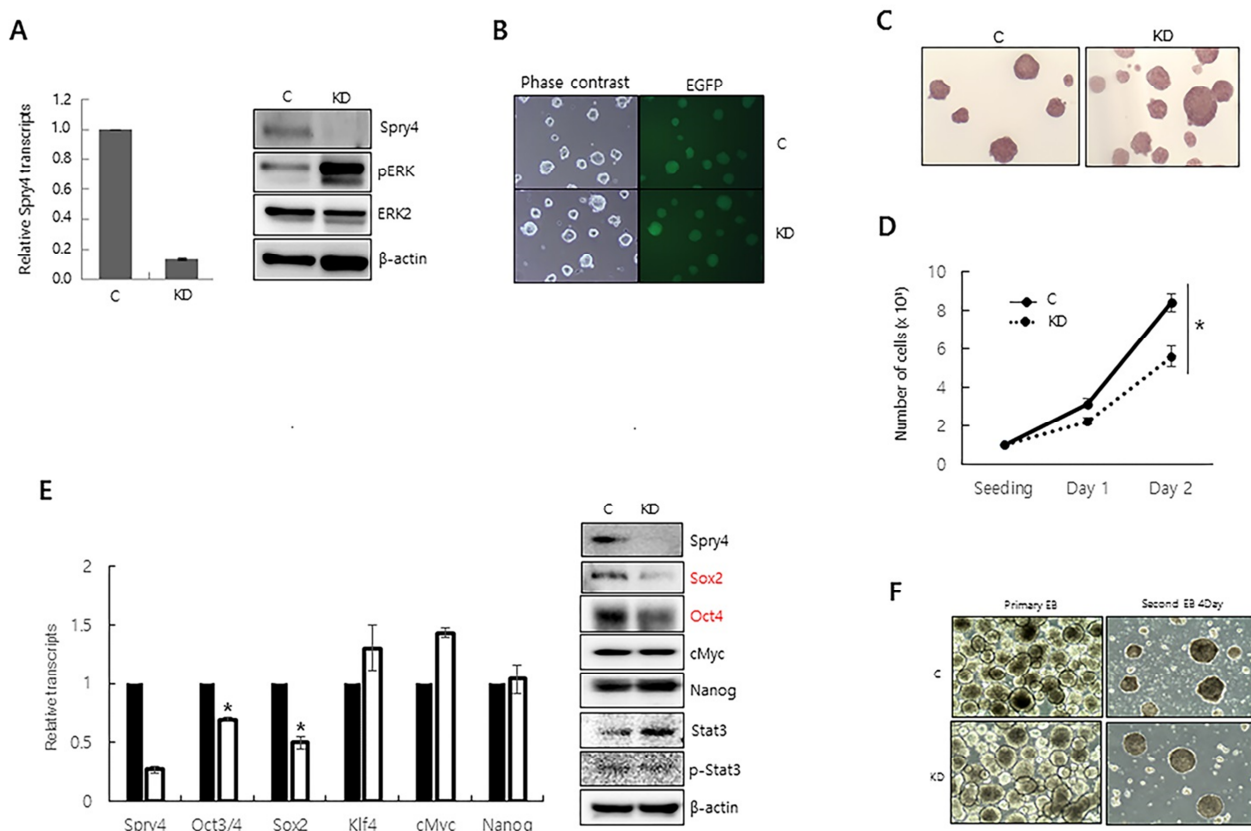 A
Relative Spry4 transcripts
1.2
1.0
0.8
0.6
0.4
0.2
0.0
C
KD
C
KD
Spry4
pERK
ERK2
β-actin
B
Phase contrast
EGFP
C
KD
C
C
KD
D
Number of cells (x 10⁵)
10
8
6
4
2
0
C
KD
*
Seeding
Day 1
Day 2
E
Relative transcripts
2
1.5
1
0.5
0
*
*
Spry4
Oct3/4
Sox2
Klf4
cMyc
Nanog
C
KD
Spry4
Sox2
Oct4
cMyc
Nanog
Stat3
p-Stat3
β-actin
F
Primary EB
Second EB 4Day
C
KD